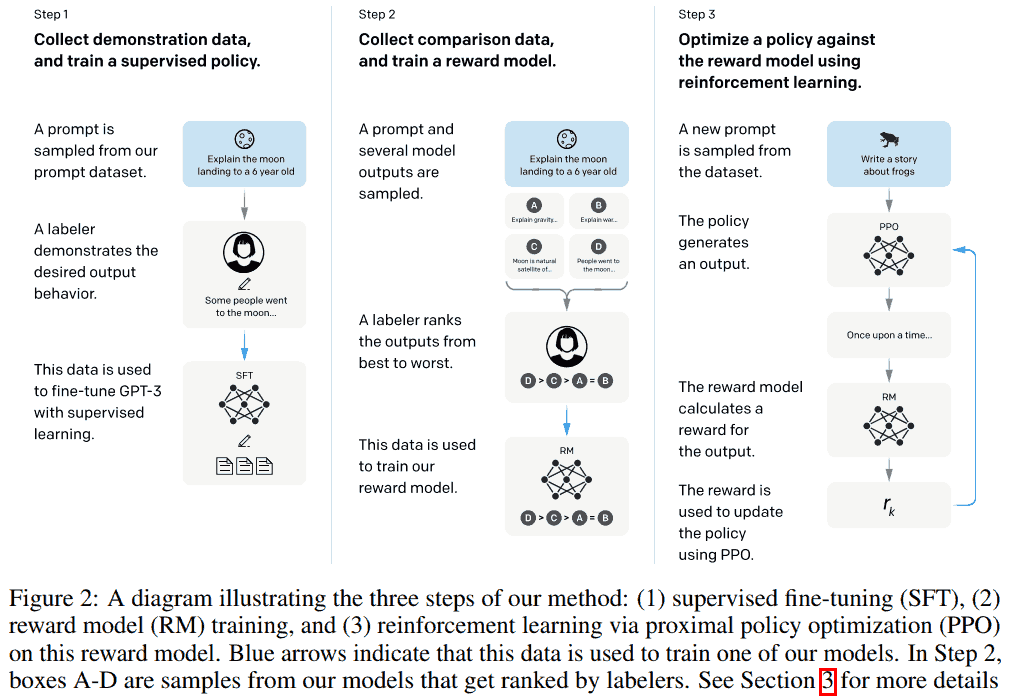 Step 1
Collect demonstration data,
and train a supervised policy.
A prompt is
sampled from our
prompt dataset.
Explain the moon
landing to a 6 year old
A labeler
demonstrates the
desired output
behavior.
Some people went
to the moon...
This data is used
to fine-tune GPT-3
with supervised
learning.
SFT
Step 2
Collect comparison data,
and train a reward model.
A prompt and
several model
outputs are
sampled.
Explain the moon
landing to a 6 year old
A
Explain gravity...
B
Explain war...
C
Moon is natural
satellite of...
D
People went to
the moon...
A labeler ranks
the outputs from
best to worst.
D > C > A = B
This data is used
to train our
reward model.
RM
D > C > A = B
Step 3
Optimize a policy against
the reward model using
reinforcement learning.
A new prompt
is sampled from
the dataset.
Write a story
about frogs
The policy
generates
an output.
PPO
Once upon a time...
The reward model
calculates a
reward for
the output.
RM
The reward is
used to update
the policy
using PPO.
r_k
Figure 2: A diagram illustrating the three steps of our method: (1) supervised fine-tuning (SFT), (2)
reward model (RM) training, and (3) reinforcement learning via proximal policy optimization (PPO)
on this reward model. Blue arrows indicate that this data is used to train one of our models. In Step 2,
boxes A-D are samples from our models that get ranked by labelers. See Section 3 for more details